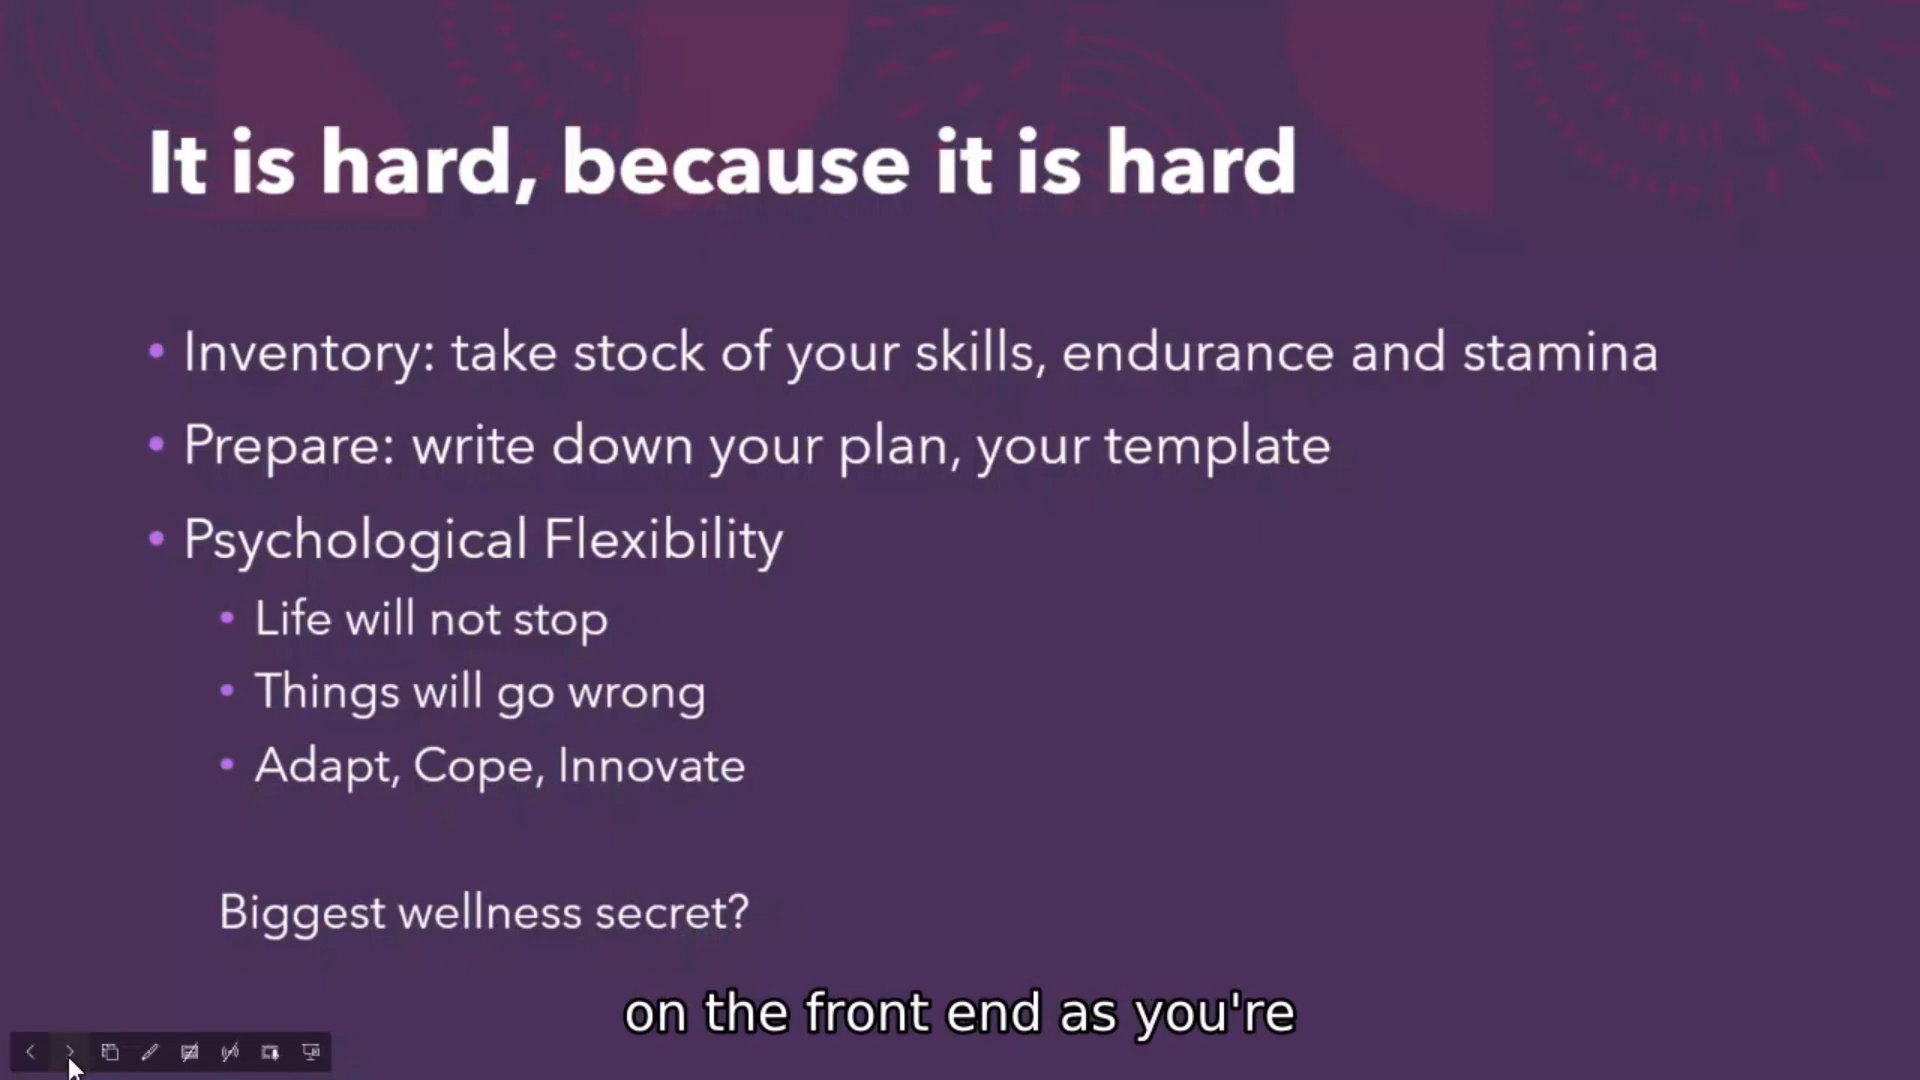 It is hard, because it is hard
• Inventory: take stock of your skills, endurance and stamina
• Prepare: write down your plan, your template
• Psychological Flexibility
• Life will not stop
• Things will go wrong
• Adapt, Cope, Innovate
Biggest wellness secret?
on the front end as you're